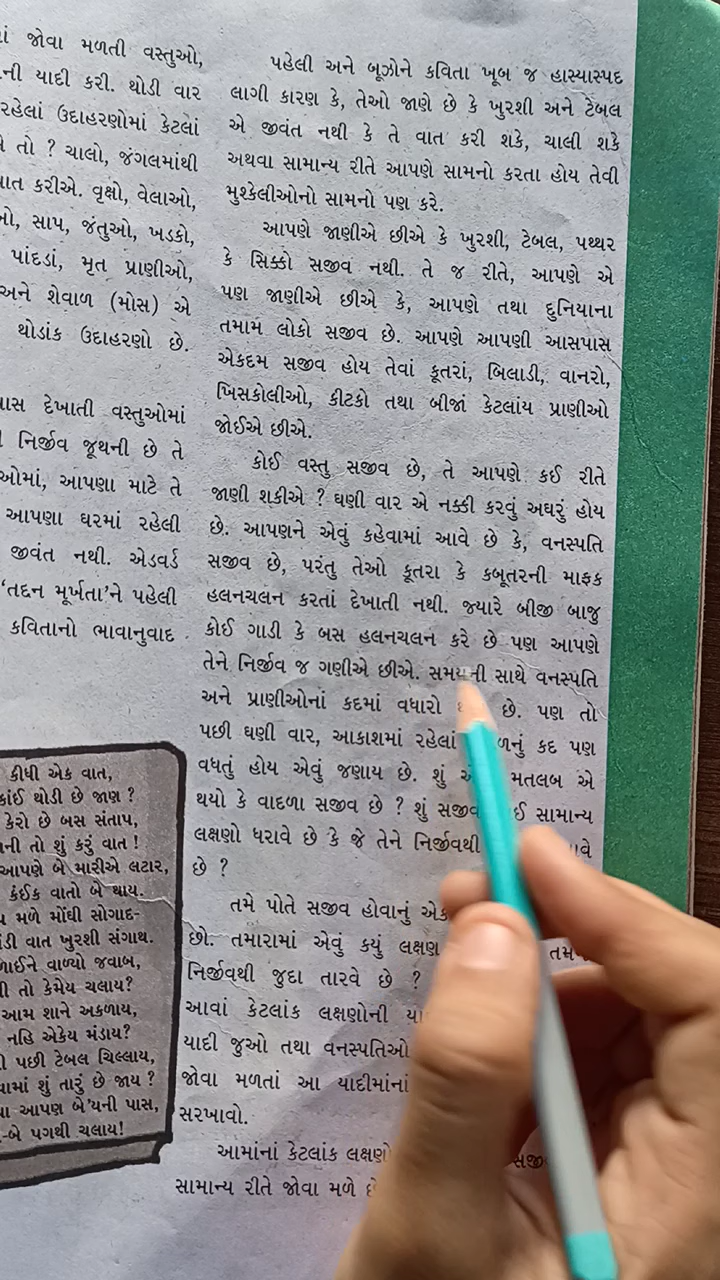 માં જોવા મળતી વસ્તુઓ,
ની યાદી કરી. થોડી વાર
રહેલાં ઉદાહરણોમાં કેટલાં
તો ? ચાલો, જંગલમાંથી
વાત કરીએ. વૃક્ષો, વેલાઓ,
સાપ, જંતુઓ, ખડકો,
પાંદડાં, મૃત પ્રાણીઓ,
અને શેવાળ (મોસ) એ
થોડાંક ઉદાહરણો છે.
દેખાતી વસ્તુઓમાં
નિર્જીવ જૂથની છે તે
આપણા માટે તે
આપણા ઘરમાં રહેલી
જીવંત નથી. એડવર્ડ
‘તદ્દન મૂર્ખતા’ને પહેલી
કવિતાનો ભાવાનુવાદ
કીધી એક વાત,
કાંઈ થોડી છે જાણ ?
કેરો છે બસ સંતાપ,
ની તો શું કરું વાત !
આપણે બે મારીએ લટાર,
કંઈક વાતો બે થાય.
મળે મોંઘી સોગાદ-
વાત ખુરશી સંગાથ.
વાળ્યો જવાબ,
તો કેમેય ચલાય?
આમ શાને અકળાય,
નહિ એકેય મંડાય?
પછી ટેબલ ચિલ્લાય,
શું તારું છે જાય ?
આપણ બે'યની પાસ,
-બે પગથી ચલાય!
પહેલી અને બૂઝોને કવિતા ખૂબ જ હાસ્યાસ્પદ
લાગી કારણ કે, તેઓ જાણે છે કે ખુરશી અને ટેબલ
એ જીવંત નથી કે તે વાત કરી શકે, ચાલી શકે
અથવા સામાન્ય રીતે આપણે સામનો કરતા હોય તેવી
મુશ્કેલીઓનો સામનો પણ કરે.
આપણે જાણીએ છીએ કે ખુરશી, ટેબલ, પથ્થર
કે સિક્કો સજીવ નથી. તે જ રીતે, આપણે એ
પણ જાણીએ છીએ કે, આપણે તથા દુનિયાના
તમામ લોકો સજીવ છે. આપણે આપણી આસપાસ
એકદમ સજીવ હોય તેવાં કૂતરાં, બિલાડી, વાનરો,
ખિસકોલીઓ, કીટકો તથા બીજાં કેટલાંય પ્રાણીઓ
જોઈએ છીએ.
કોઈ વસ્તુ સજીવ છે, તે આપણે કઈ રીતે
જાણી શકીએ ? ઘણી વાર એ નક્કી કરવું અઘરું હોય
છે. આપણને એવું કહેવામાં આવે છે કે, વનસ્પતિ
સજીવ છે, પરંતુ તેઓ કૂતરા કે કબૂતરની માફક
હલનચલન કરતાં દેખાતી નથી. જ્યારે બીજી બાજુ
કોઈ ગાડી કે બસ હલનચલન કરે છે પણ આપણે
તેને નિર્જીવ જ ગણીએ છીએ. સમયની સાથે વનસ્પતિ
અને પ્રાણીઓનાં કદમાં વધારો છે. પણ તો
પછી ઘણી વાર, આકાશમાં રહેલાં કદ પણ
વધતું હોય એવું જણાય છે. શું મતલબ એ
થયો કે વાદળા સજીવ છે ? શું સજીવ સામાન્ય
લક્ષણો ધરાવે છે કે જે તેને નિર્જીવથી
છે ?
તમે પોતે સજીવ હોવાનું
છો. તમારામાં એવું કયું લક્ષણ
નિર્જીવથી જુદા તારવે છે ?
આવાં કેટલાંક લક્ષણોની
યાદી જુઓ તથા વનસ્પતિઓ
જોવા મળતાં આ યાદીમાંનાં
સરખાવો.
આમાંનાં કેટલાંક
સામાન્ય રીતે જોવા મળે